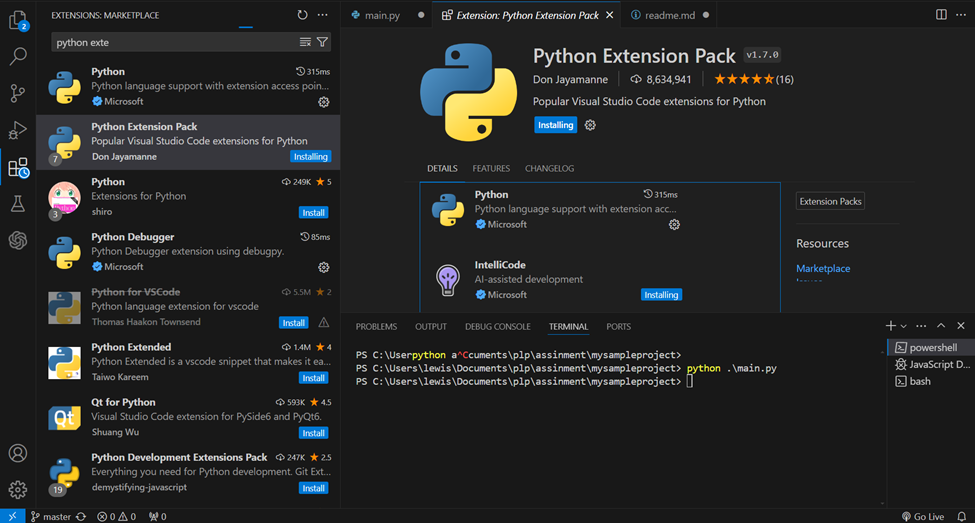 EXTENSIONS: MARKETPLACE
python exte
2
Python 315ms
Python language support with extension access poin...
Microsoft
Python Extension Pack
Popular Visual Studio Code extensions for Python
7 Don Jayamanne Installing
Python 249K 5
Extensions for Python
3 shiro Install
Python Debugger 85ms
Python Debugger extension using debugpy.
Microsoft
Python for VSCode 5.5M 2
Python language extension for vscode
Thomas Haakon Townsend Install
Python Extended 1.4M 4
Python Extended is a vscode snippet that makes it ea...
Taiwo Kareem Install
Qt for Python 593K 4.5
Visual Studio Code extension for PySide6 and PyQt6.
Qt Shuang Wu Install
Python Development Extensions Pack 247K 2.5
Everything you need for Python development. Git Ext...
19 demystifying-javascript Install
main.py
Extension: Python Extension Pack
readme.md
Python Extension Pack v1.7.0
Don Jayamanne 8,634,941 (16)
Popular Visual Studio Code extensions for Python
Installing
DETAILS FEATURES CHANGELOG
Python 315ms
Python language support with extension acc...
Microsoft
IntelliCode
AI-assisted development
Microsoft Installing
Extension Packs
Resources
Marketplace
Issues
PROBLEMS OUTPUT DEBUG CONSOLE TERMINAL PORTS
PS C:\Userpython a^Ccuments\plp\assinment\mysampleproject>
PS C:\Users\lewis\Documents\plp\assinment\mysampleproject> python .\main.py
PS C:\Users\lewis\Documents\plp\assinment\mysampleproject>
powershell
JavaScript D...
bash
master 0 0 0 Go Live